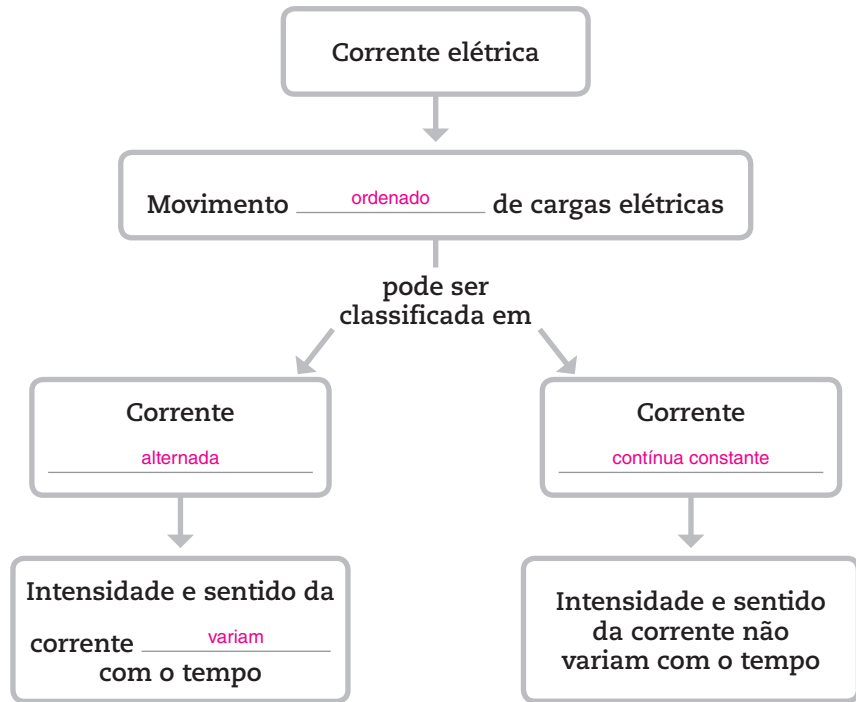 Corrente elétrica
Movimento ordenado de cargas elétricas
pode ser
classificada em
Corrente
alternada
Corrente
contínua constante
Intensidade e sentido da
corrente variam
com o tempo
Intensidade e sentido
da corrente não
variam com o tempo